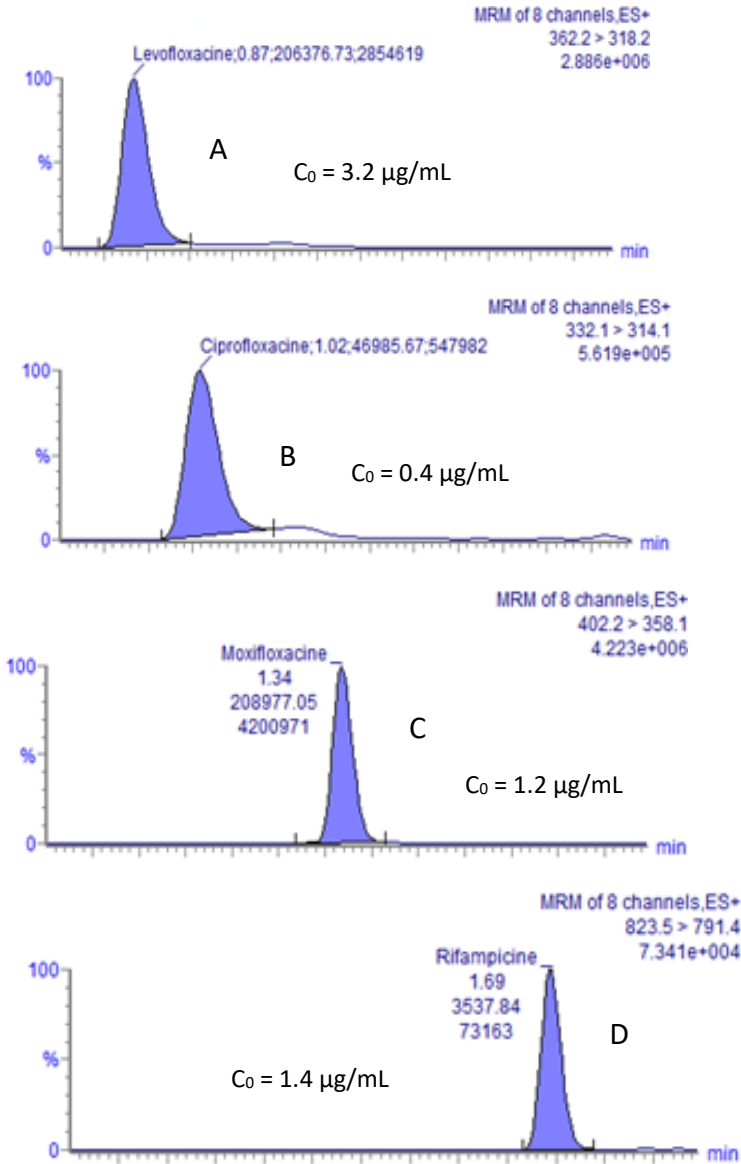 MRM of 8 channels,ES+
362.2 > 318.2
2.886e+006
Levofloxacine;0.87;206376.73;2854619
100
%
0
A
C₀ = 3.2 µg/mL
min
MRM of 8 channels,ES+
332.1 > 314.1
5.619e+005
Ciprofloxacine;1.02;46985.67;547982
100
%
0
B
C₀ = 0.4 µg/mL
min
MRM of 8 channels,ES+
402.2 > 358.1
4.223e+006
Moxifloxacine
1.34
208977.05
4200971
100
%
0
C
C₀ = 1.2 µg/mL
min
MRM of 8 channels,ES+
823.5 > 791.4
7.341e+004
Rifampicine
1.69
3537.84
73163
100
%
0
D
C₀ = 1.4 µg/mL
min